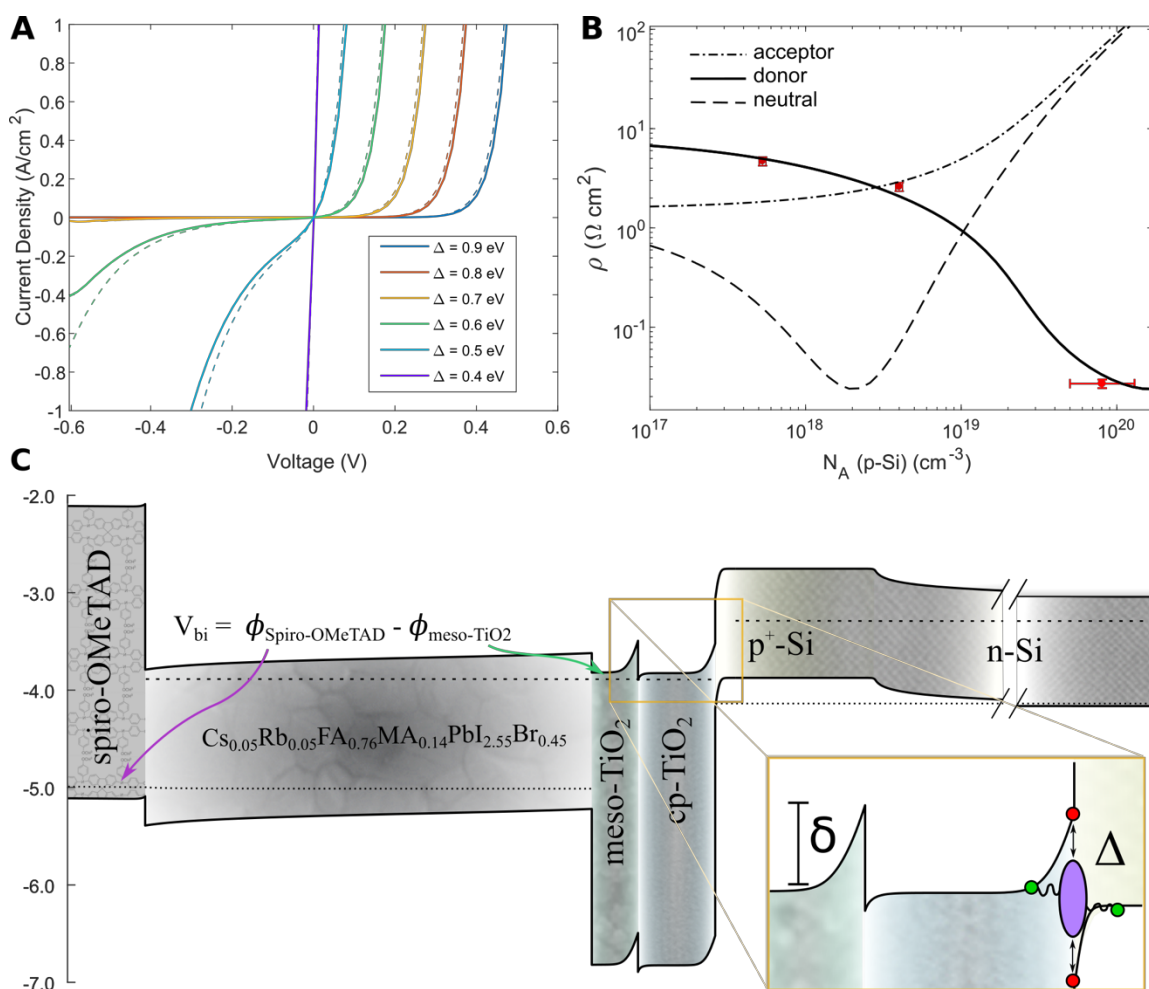 A
Current Density (A/cm²)
1
0.8
0.6
0.4
0.2
0
-0.2
-0.4
-0.6
-0.8
-1
-0.6
-0.4
-0.2
0
0.2
0.4
0.6
Voltage (V)
Δ = 0.9 eV
Δ = 0.8 eV
Δ = 0.7 eV
Δ = 0.6 eV
Δ = 0.5 eV
Δ = 0.4 eV
B
ρ (Ω cm²)
10²
10¹
10⁰
10⁻¹
acceptor
donor
neutral
10¹⁷
10¹⁸
10¹⁹
10²⁰
N_A (p-Si) (cm⁻³)
C
-2.0
-3.0
-4.0
-5.0
-6.0
-7.0
spiro-OMeTAD
V_bi = ϕ_Spiro-OMeTAD - ϕ_meso-TiO2
Cs₀.₀₅Rb₀.₀₅FA₀.₇₆MA₀.₁₄PbI₂.₅₅Br₀.₄₅
meso-TiO₂
cp-TiO₂
p⁺-Si
n-Si
δ
Δ